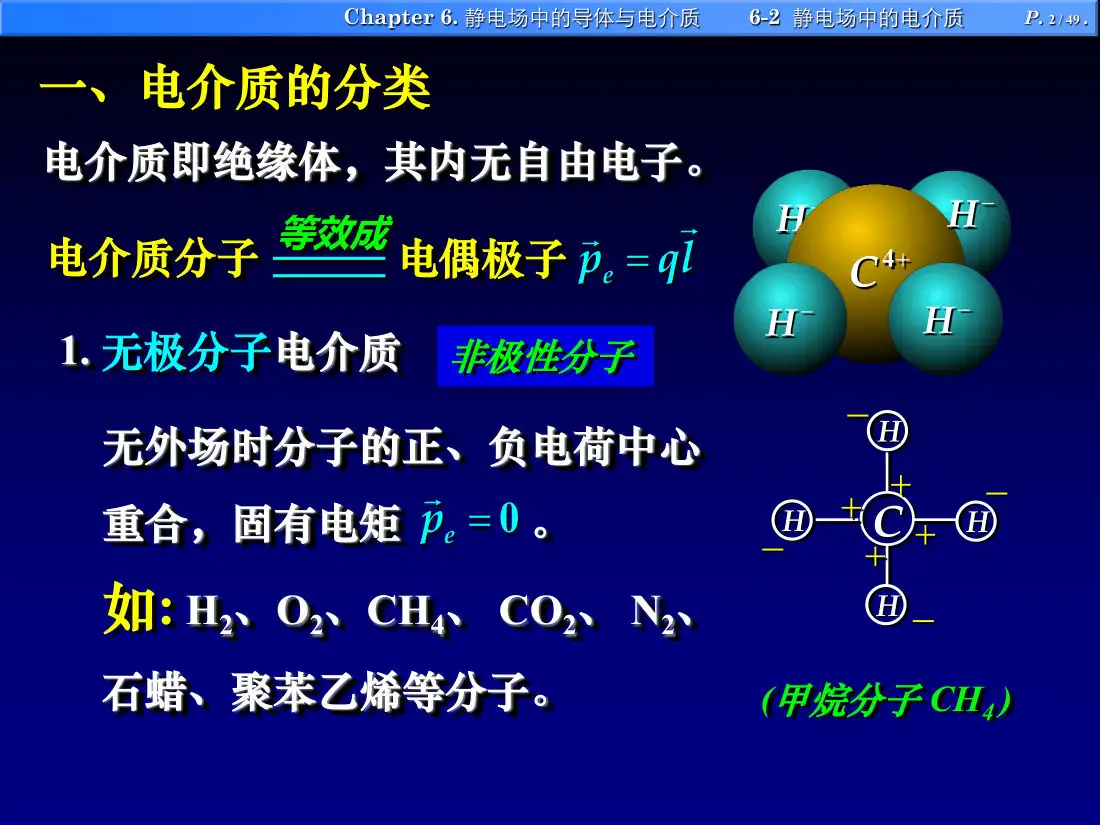 Chapter 6. 静电场中的导体与电介质 6-2 静电场中的电介质 P. 2 / 49 .
一、电介质的分类
电介质即绝缘体，其内无自由电子。
电介质分子 等效成 电偶极子 p⃗ₑ = ql⃗
H⁻ H⁻
C⁴⁺
H⁻ H⁻
1. 无极分子电介质 非极性分子
无外场时分子的正、负电荷中心
重合，固有电矩 p⃗ₑ = 0 。
如: H₂、O₂、CH₄、 CO₂、 N₂、
石蜡、聚苯乙烯等分子。
− H
+ + −
H C H
− + +
H −
(甲烷分子 CH₄)